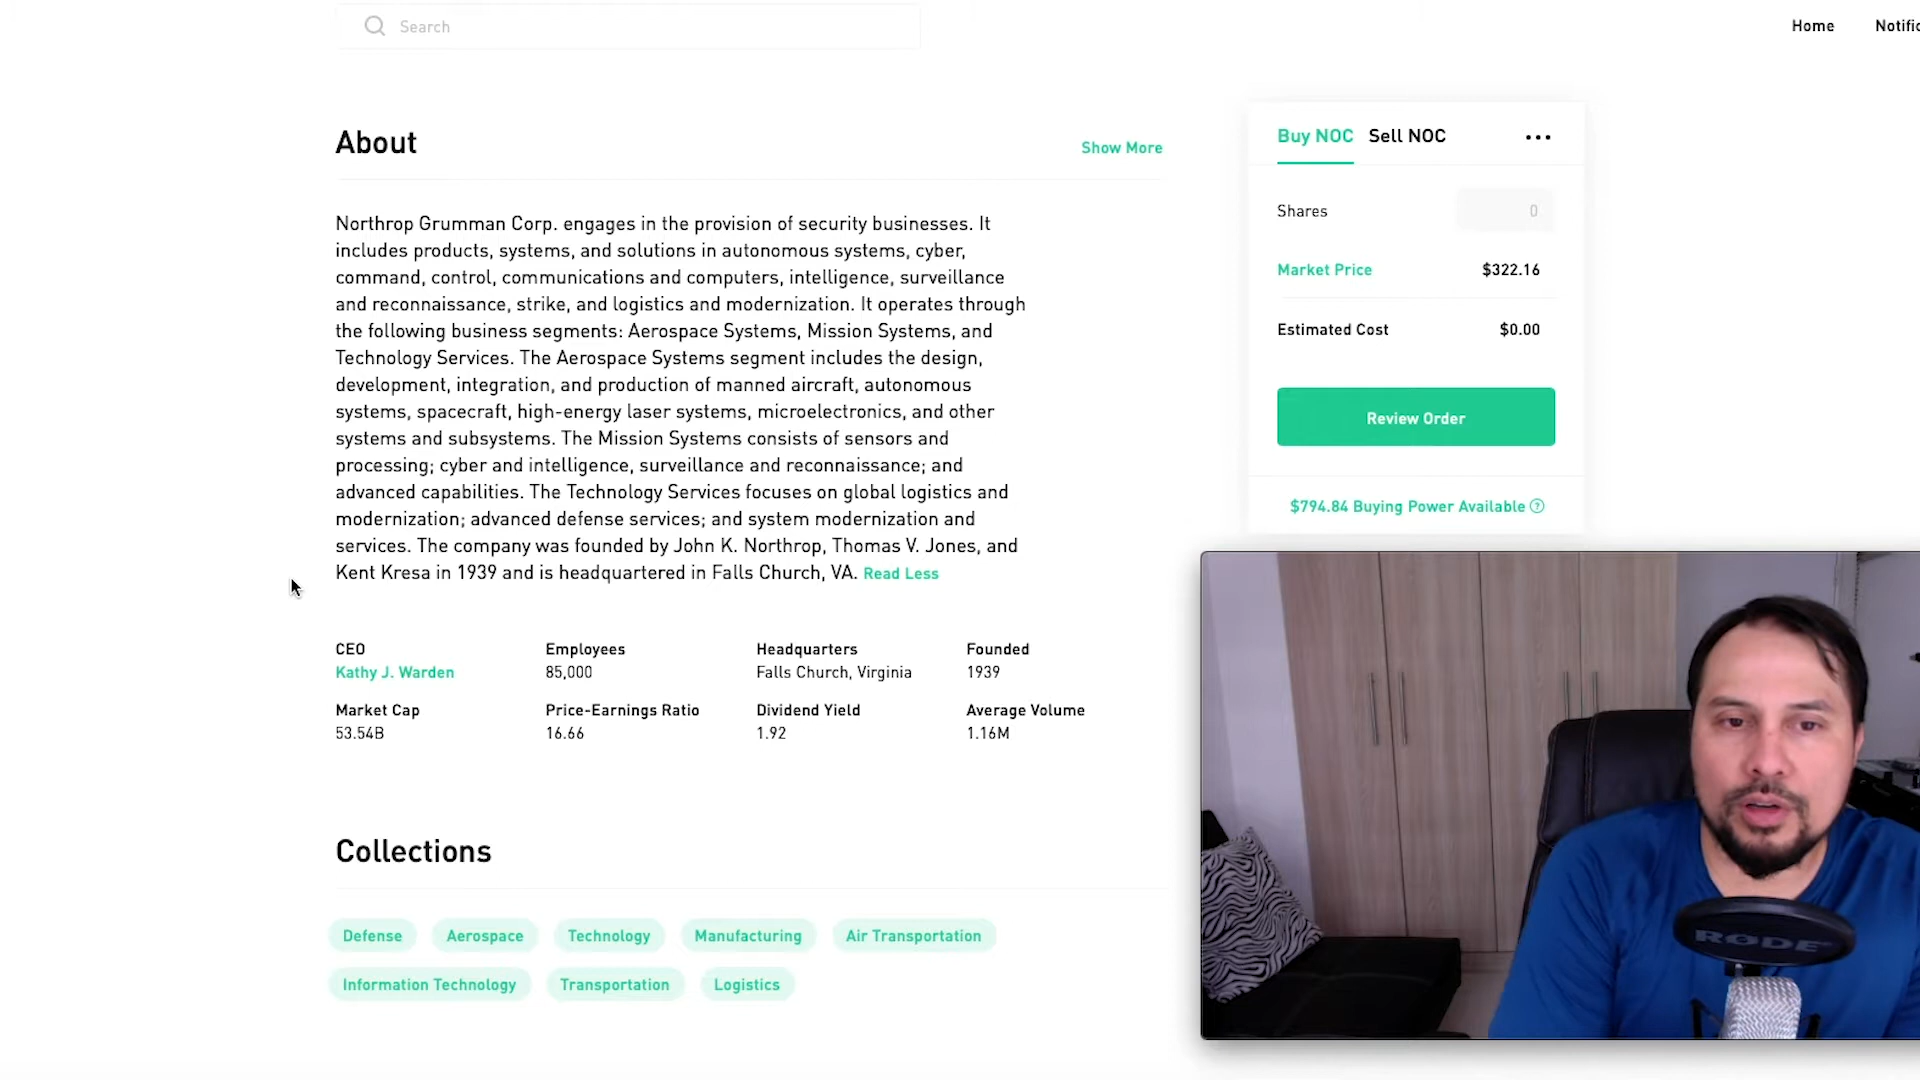 Search
Home
Notific
About
Show More
Northrop Grumman Corp. engages in the provision of security businesses. It
includes products, systems, and solutions in autonomous systems, cyber,
command, control, communications and computers, intelligence, surveillance
and reconnaissance, strike, and logistics and modernization. It operates through
the following business segments: Aerospace Systems, Mission Systems, and
Technology Services. The Aerospace Systems segment includes the design,
development, integration, and production of manned aircraft, autonomous
systems, spacecraft, high-energy laser systems, microelectronics, and other
systems and subsystems. The Mission Systems consists of sensors and
processing; cyber and intelligence, surveillance and reconnaissance; and
advanced capabilities. The Technology Services focuses on global logistics and
modernization; advanced defense services; and system modernization and
services. The company was founded by John K. Northrop, Thomas V. Jones, and
Kent Kresa in 1939 and is headquartered in Falls Church, VA. Read Less
CEO
Kathy J. Warden
Employees
85,000
Headquarters
Falls Church, Virginia
Founded
1939
Market Cap
53.54B
Price-Earnings Ratio
16.66
Dividend Yield
1.92
Average Volume
1.16M
Collections
Defense
Aerospace
Technology
Manufacturing
Air Transportation
Information Technology
Transportation
Logistics
Buy NOC
Sell NOC
Shares
0
Market Price
$322.16
Estimated Cost
$0.00
Review Order
$794.84 Buying Power Available ?
RØDE